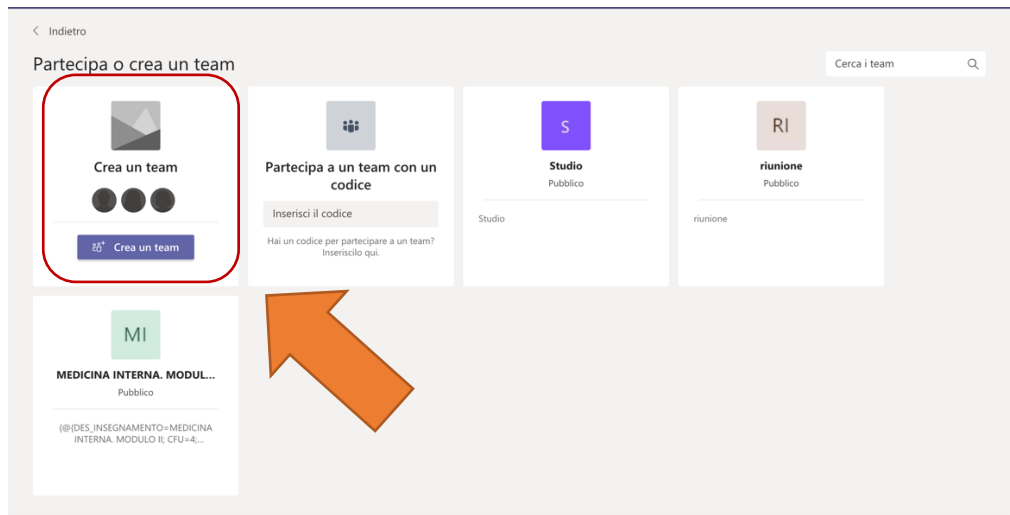 Indietro
Partecipa o crea un team
Cerca i team
Crea un team
Crea un team
Partecipa a un team con un
codice
Inserisci il codice
Hai un codice per partecipare a un team?
Inseriscilo qui.
S
Studio
Pubblico
Studio
RI
riunione
Pubblico
riunione
MI
MEDICINA INTERNA. MODUL...
Pubblico
{@{DES_INSEGNAMENTO=MEDICINA
INTERNA. MODULO II; CFU=4;...